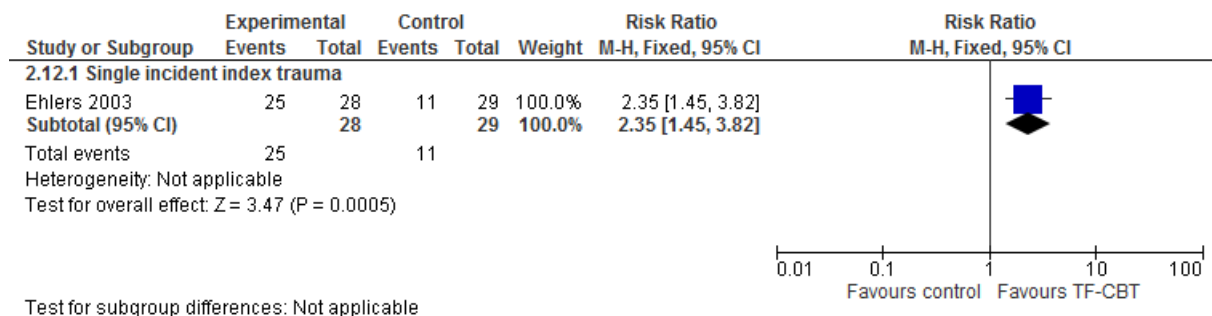 Experimental Control Risk Ratio Risk Ratio
Study or Subgroup Events Total Events Total Weight M-H, Fixed, 95% CI M-H, Fixed, 95% CI
2.12.1 Single incident index trauma
Ehlers 2003 25 28 11 29 100.0% 2.35 [1.45, 3.82]
Subtotal (95% CI) 28 29 100.0% 2.35 [1.45, 3.82]
Total events 25 11
Heterogeneity: Not applicable
Test for overall effect: Z = 3.47 (P = 0.0005)
0.01 0.1 1 10 100
Favours control Favours TF-CBT
Test for subgroup differences: Not applicable